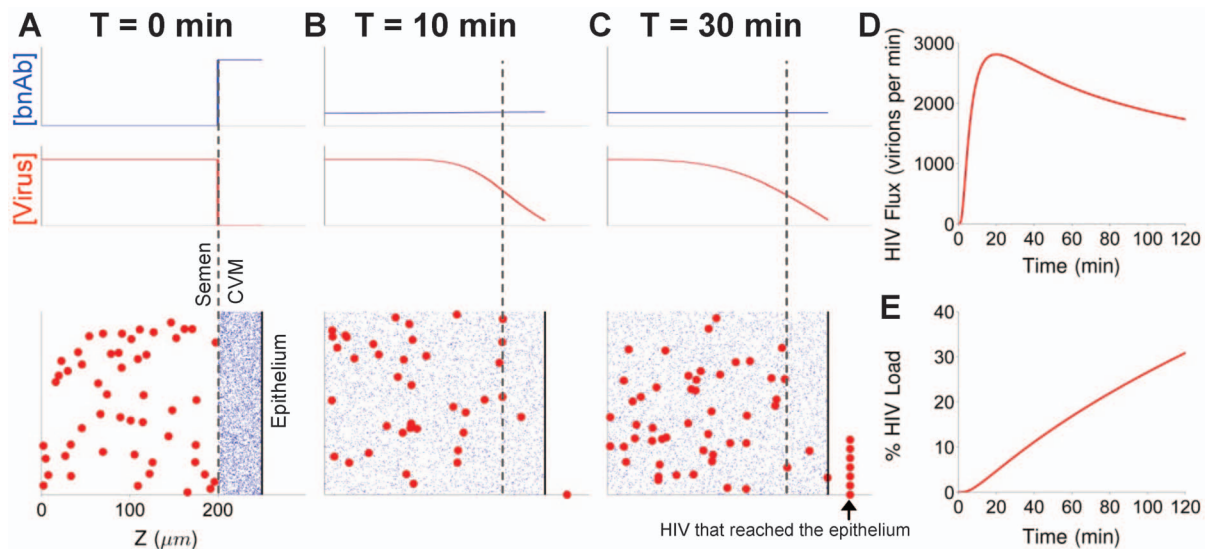 A T = 0 min
B T = 10 min
C T = 30 min
D
[bnAb]
[Virus]
Semen
CVM
Epithelium
0 100 200
Z (μm)
HIV that reached the epithelium
HIV Flux (virions per min)
3000
2000
1000
0
0 20 40 60 80 100 120
Time (min)
E
% HIV Load
40
30
20
10
0
0 20 40 60 80 100 120
Time (min)